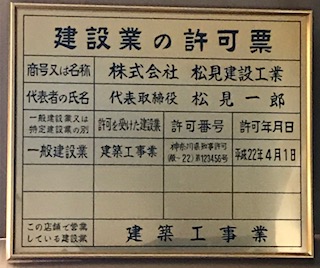 建設業の許可票
商号又は名称 株式会社 松見建設工業
代表者の氏名 代表取締役 松見一郎
一般建設業又は特定建設業の別 許可を受けた建設業 許可番号 許可年月日
一般建設業 建築工事業 神奈川県知事許可(般-22)第123456号 平成22年4月1日
この店舗で営業している建設業 建築工事業